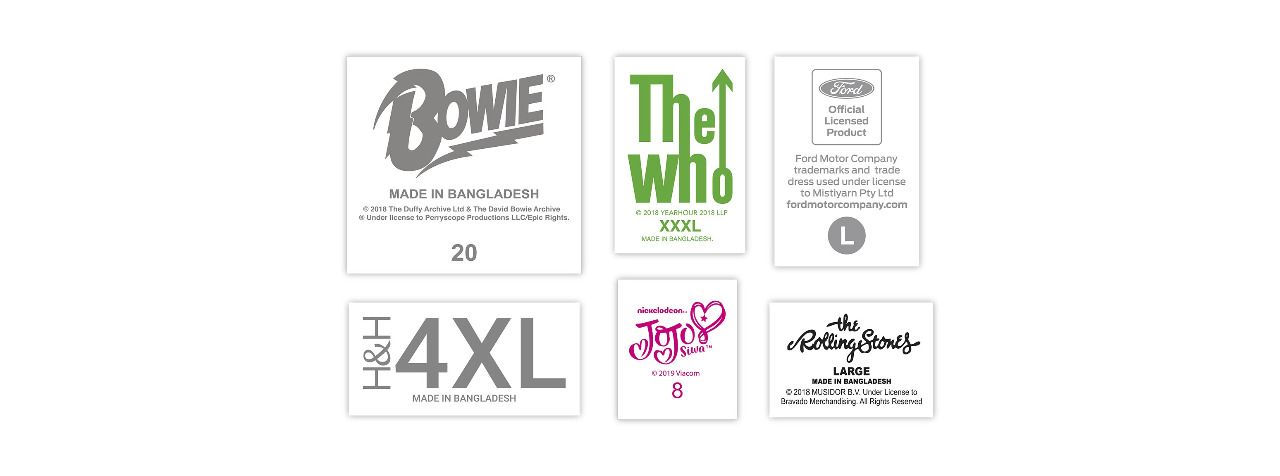 BOWIE®
MADE IN BANGLADESH
© 2018 The Duffy Archive Ltd & The David Bowie Archive
® Under license to Perryscope Productions LLC/Epic Rights.
20
The
Who
© 2018 YEARHOUR 2018 LLP
XXXL
MADE IN BANGLADESH.
Ford
Official
Licensed
Product
Ford Motor Company
trademarks and trade
dress used under license
to Mistiyarn Pty Ltd
fordmotorcompany.com
L
H&H
4XL
MADE IN BANGLADESH
nickelodeon™
JoJo
Siwa™
© 2019 Viacom
8
the
Rolling Stones
LARGE
MADE IN BANGLADESH
© 2018 MUSIDOR B.V. Under License to
Bravado Merchandising. All Rights Reserved